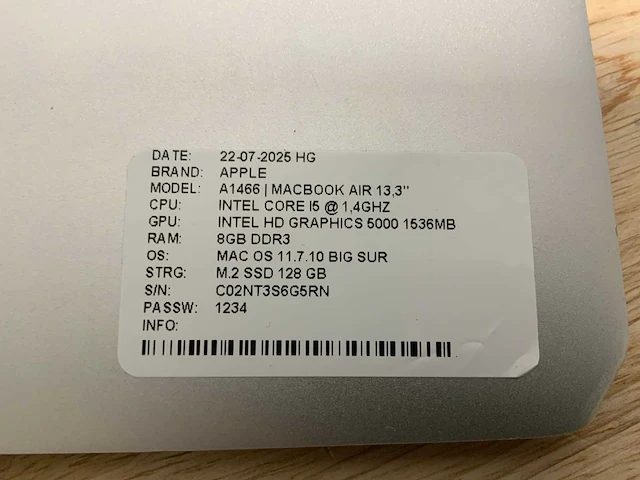 DATE: 22-07-2025 HG
BRAND: APPLE
MODEL: A1466 | MACBOOK AIR 13,3"
CPU: INTEL CORE I5 @ 1,4GHZ
GPU: INTEL HD GRAPHICS 5000 1536MB
RAM: 8GB DDR3
OS: MAC OS 11.7.10 BIG SUR
STRG: M.2 SSD 128 GB
S/N: C02NT3S6G5RN
PASSW: 1234
INFO: